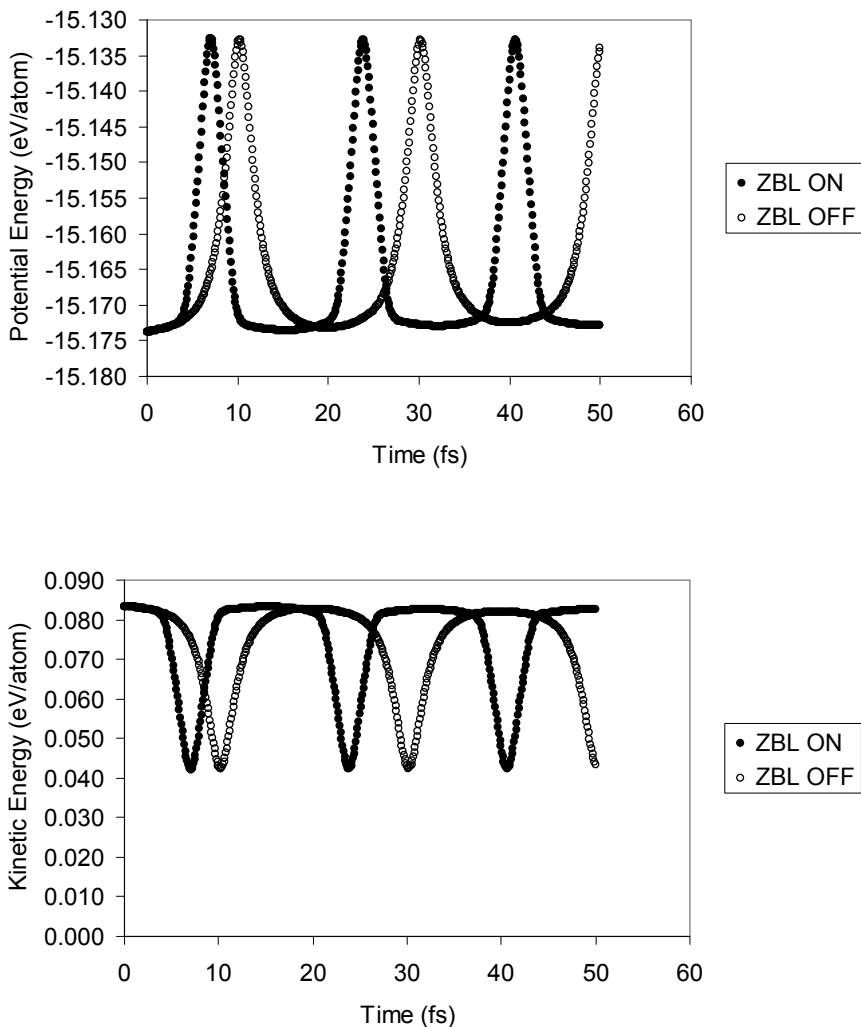 Potential Energy (eV/atom)
-15.130
-15.135
-15.140
-15.145
-15.150
-15.155
-15.160
-15.165
-15.170
-15.175
-15.180
0 10 20 30 40 50 60
Time (fs)
ZBL ON
ZBL OFF
Kinetic Energy (eV/atom)
0.090
0.080
0.070
0.060
0.050
0.040
0.030
0.020
0.010
0.000
0 10 20 30 40 50 60
Time (fs)
ZBL ON
ZBL OFF